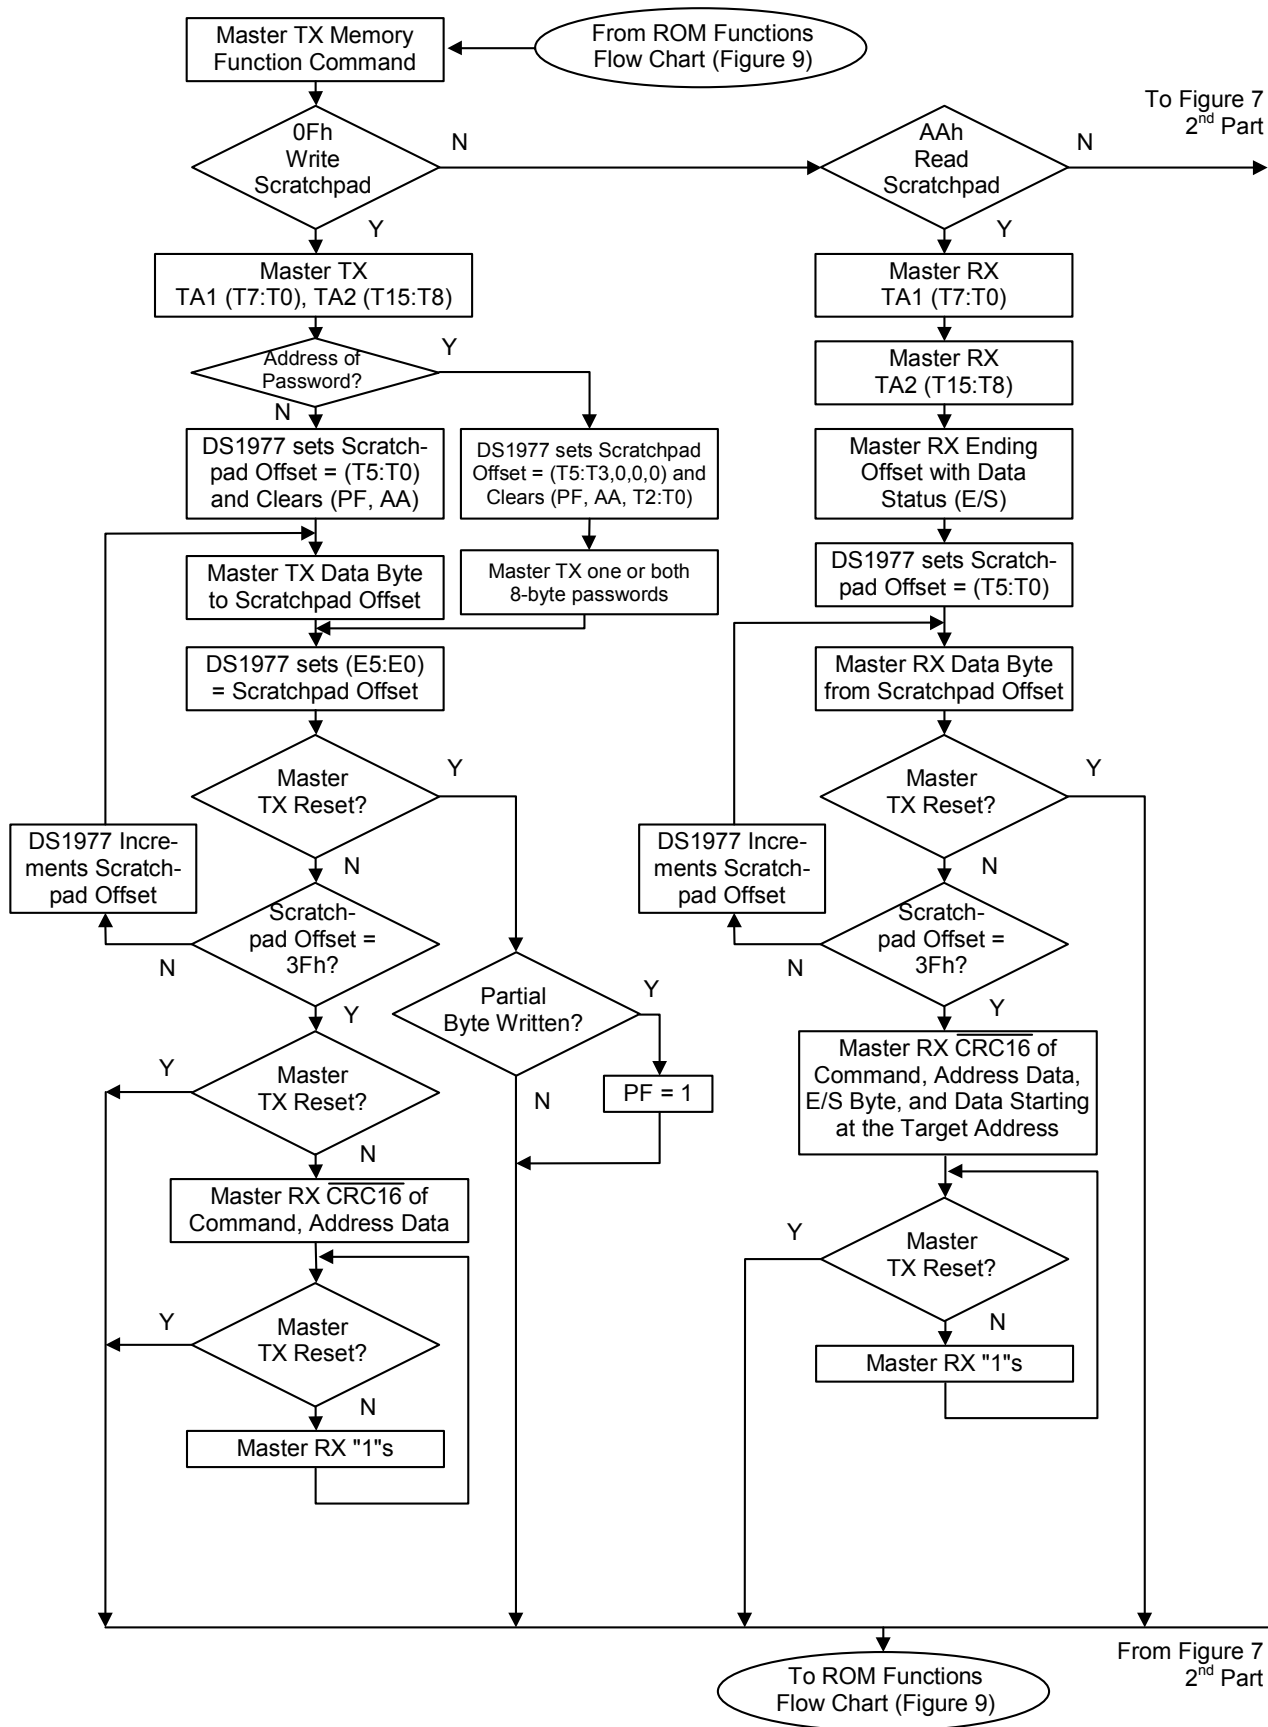 Master TX Memory
Function Command
From ROM Functions
Flow Chart (Figure 9)
To Figure 7
2nd Part
0Fh
Write
Scratchpad
N
Y
AAh
Read
Scratchpad
N
Y
Master TX
TA1 (T7:T0), TA2 (T15:T8)
Address of
Password?
Y
N
DS1977 sets Scratch-
pad Offset = (T5:T0)
and Clears (PF, AA)
DS1977 sets Scratchpad
Offset = (T5:T3,0,0,0) and
Clears (PF, AA, T2:T0)
Master TX Data Byte
to Scratchpad Offset
Master TX one or both
8-byte passwords
DS1977 sets (E5:E0)
= Scratchpad Offset
Master
TX Reset?
Y
N
DS1977 Incre-
ments Scratch-
pad Offset
Scratch-
pad Offset =
3Fh?
N
Y
Partial
Byte Written?
Y
N
PF = 1
Master
TX Reset?
Y
N
Master RX CRC16 of
Command, Address Data
Master
TX Reset?
Y
N
Master RX "1"s
Master RX
TA1 (T7:T0)
Master RX
TA2 (T15:T8)
Master RX Ending
Offset with Data
Status (E/S)
DS1977 sets Scratch-
pad Offset = (T5:T0)
Master RX Data Byte
from Scratchpad Offset
Master
TX Reset?
Y
N
DS1977 Incre-
ments Scratch-
pad Offset
Scratch-
pad Offset =
3Fh?
N
Y
Master RX CRC16 of
Command, Address Data,
E/S Byte, and Data Starting
at the Target Address
Master
TX Reset?
Y
N
Master RX "1"s
From Figure 7
2nd Part
To ROM Functions
Flow Chart (Figure 9)